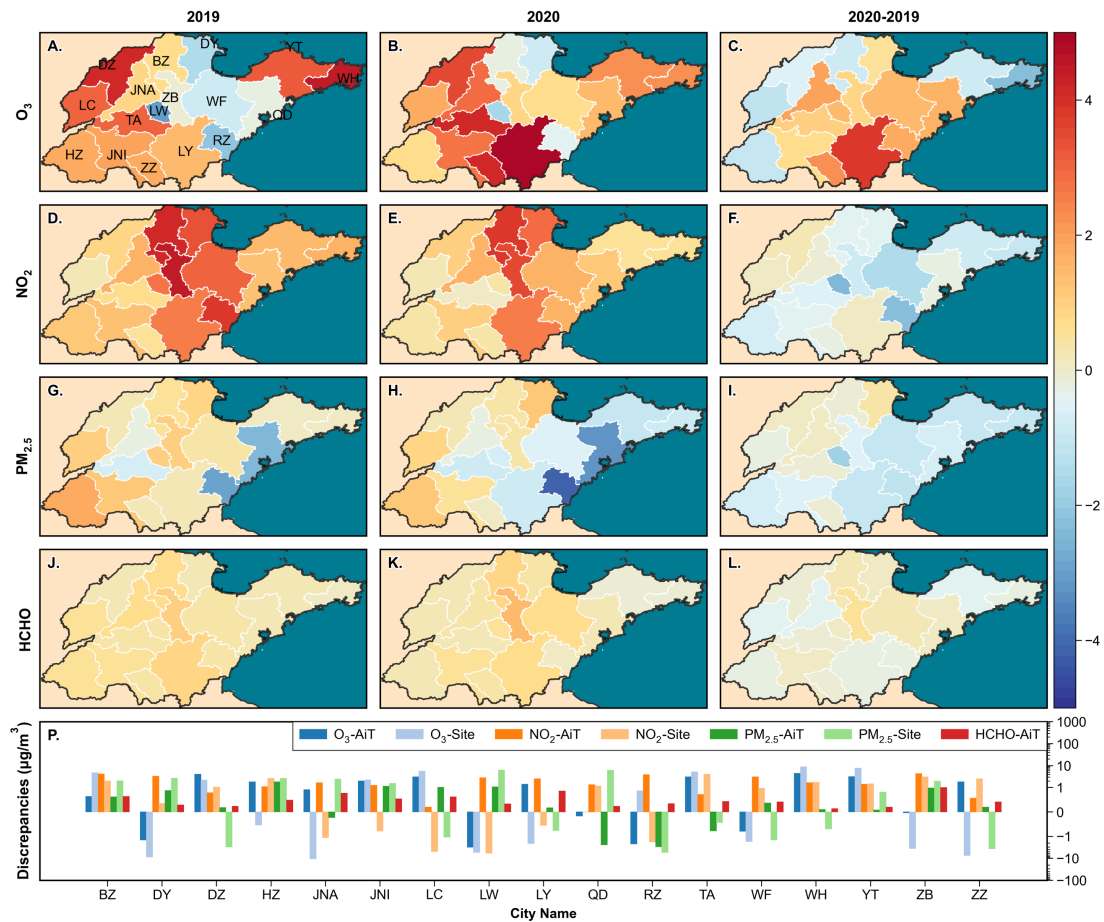 2019 2020 2020-2019
O3
A. DZ BZ DY YT WH JNA ZB LC LW WF QD TA RZ HZ JNI LY ZZ
B.
C.
NO2
D.
E.
F.
PM2.5
G.
H.
I.
HCHO
J.
K.
L.
4
2
0
−2
−4
P.
O3-AiT O3-Site NO2-AiT NO2-Site PM2.5-AiT PM2.5-Site HCHO-AiT
Discrepancies (μg/m3)
1000
100
10
1
0
−1
−10
−100
BZ DY DZ HZ JNA JNI LC LW LY QD RZ TA WF WH YT ZB ZZ
City Name